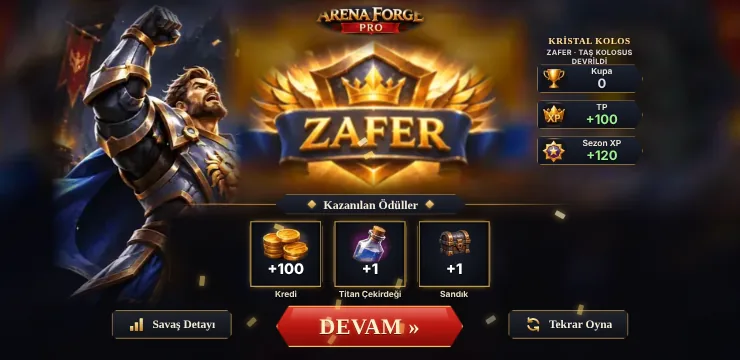 ARENA FORGE
PRO
ZAFER
KRİSTAL KOLOS
ZAFER · TAŞ KOLOSUS
DEVRİLDİ
Kupa
0
XP
TP
+100
Sezon XP
+120
Kazanılan Ödüller
+100
+1
+1
Kredi
Titan Çekirdeği
Sandık
Savaş Detayı
DEVAM »
Tekrar Oyna